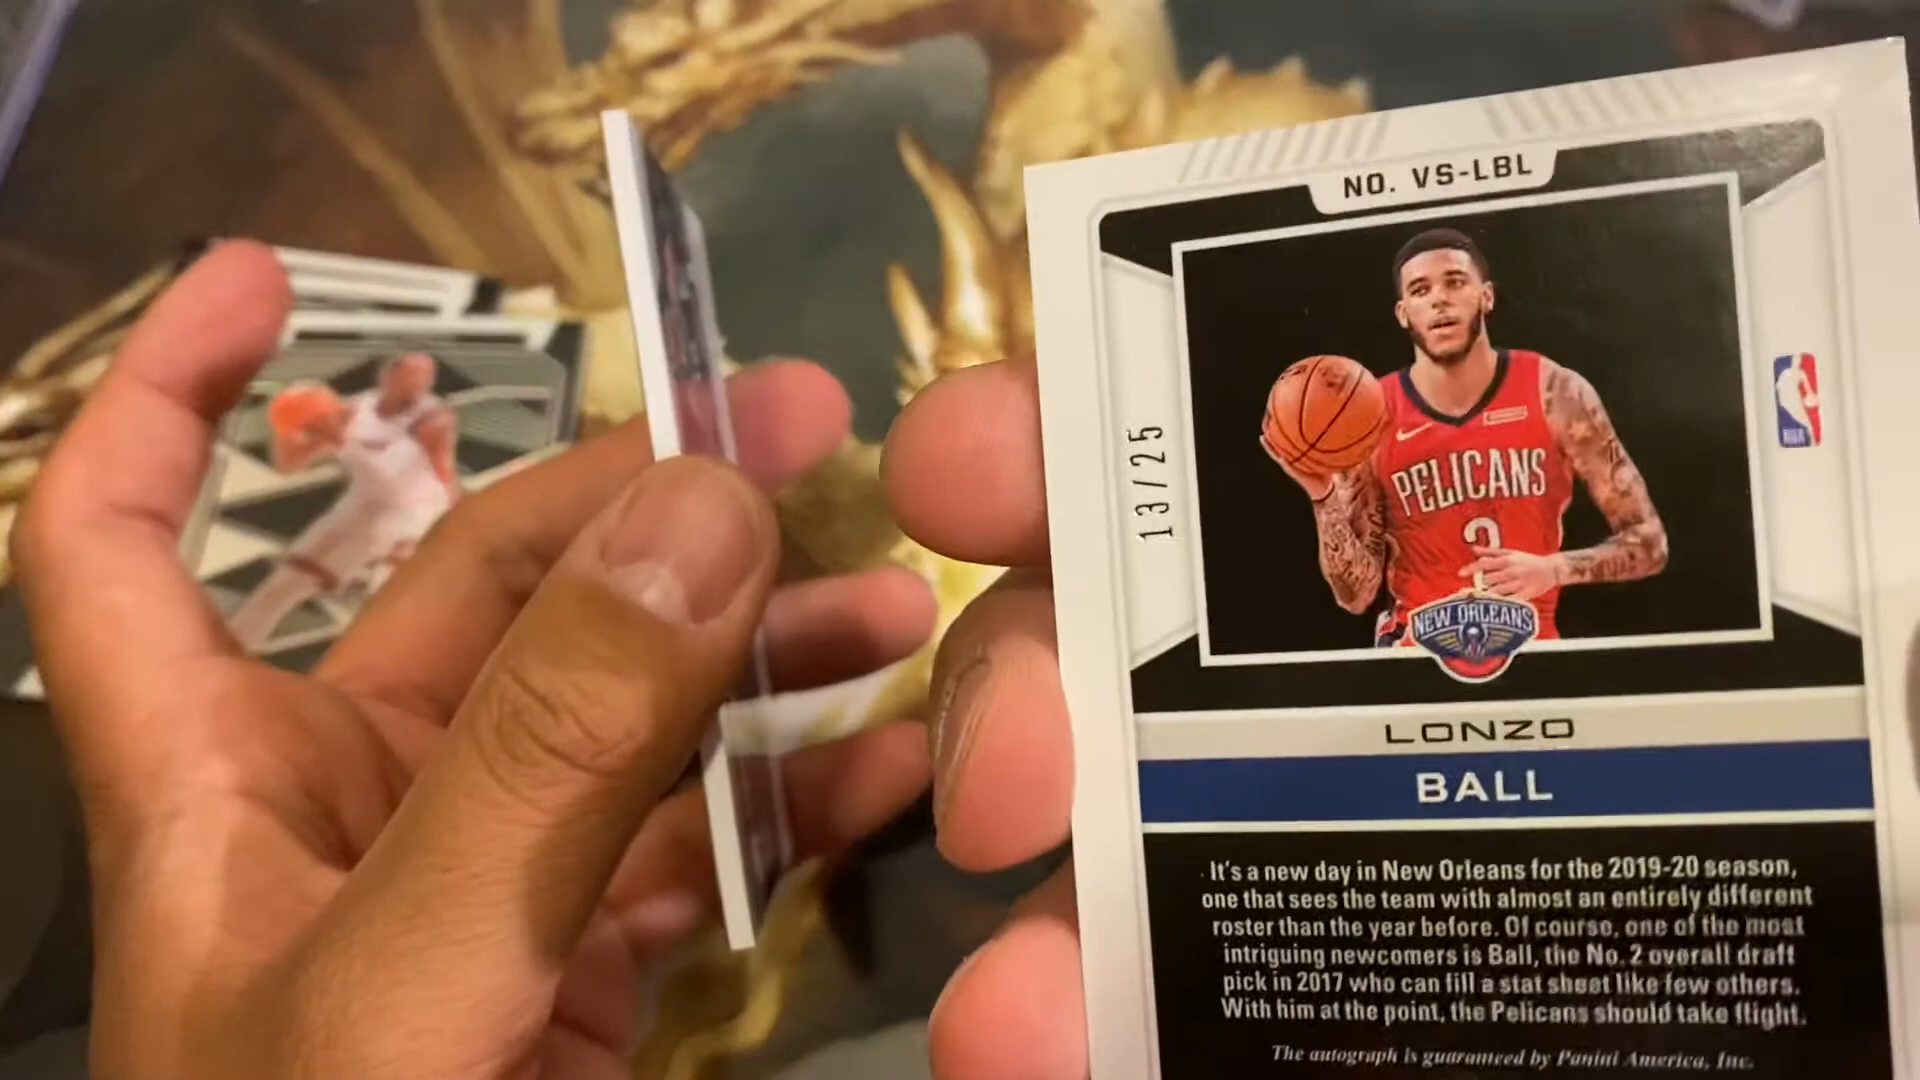 NO. VS-LBL
13/25
PELICANS
2
NEW ORLEANS
NBA
LONZO
BALL
It's a new day in New Orleans for the 2019-20 season,
one that sees the team with almost an entirely different
roster than the year before. Of course, one of the most
intriguing newcomers is Ball, the No. 2 overall draft
pick in 2017 who can fill a stat sheet like few others.
With him at the point, the Pelicans should take flight.
The autograph is guaranteed by Panini America, Inc.